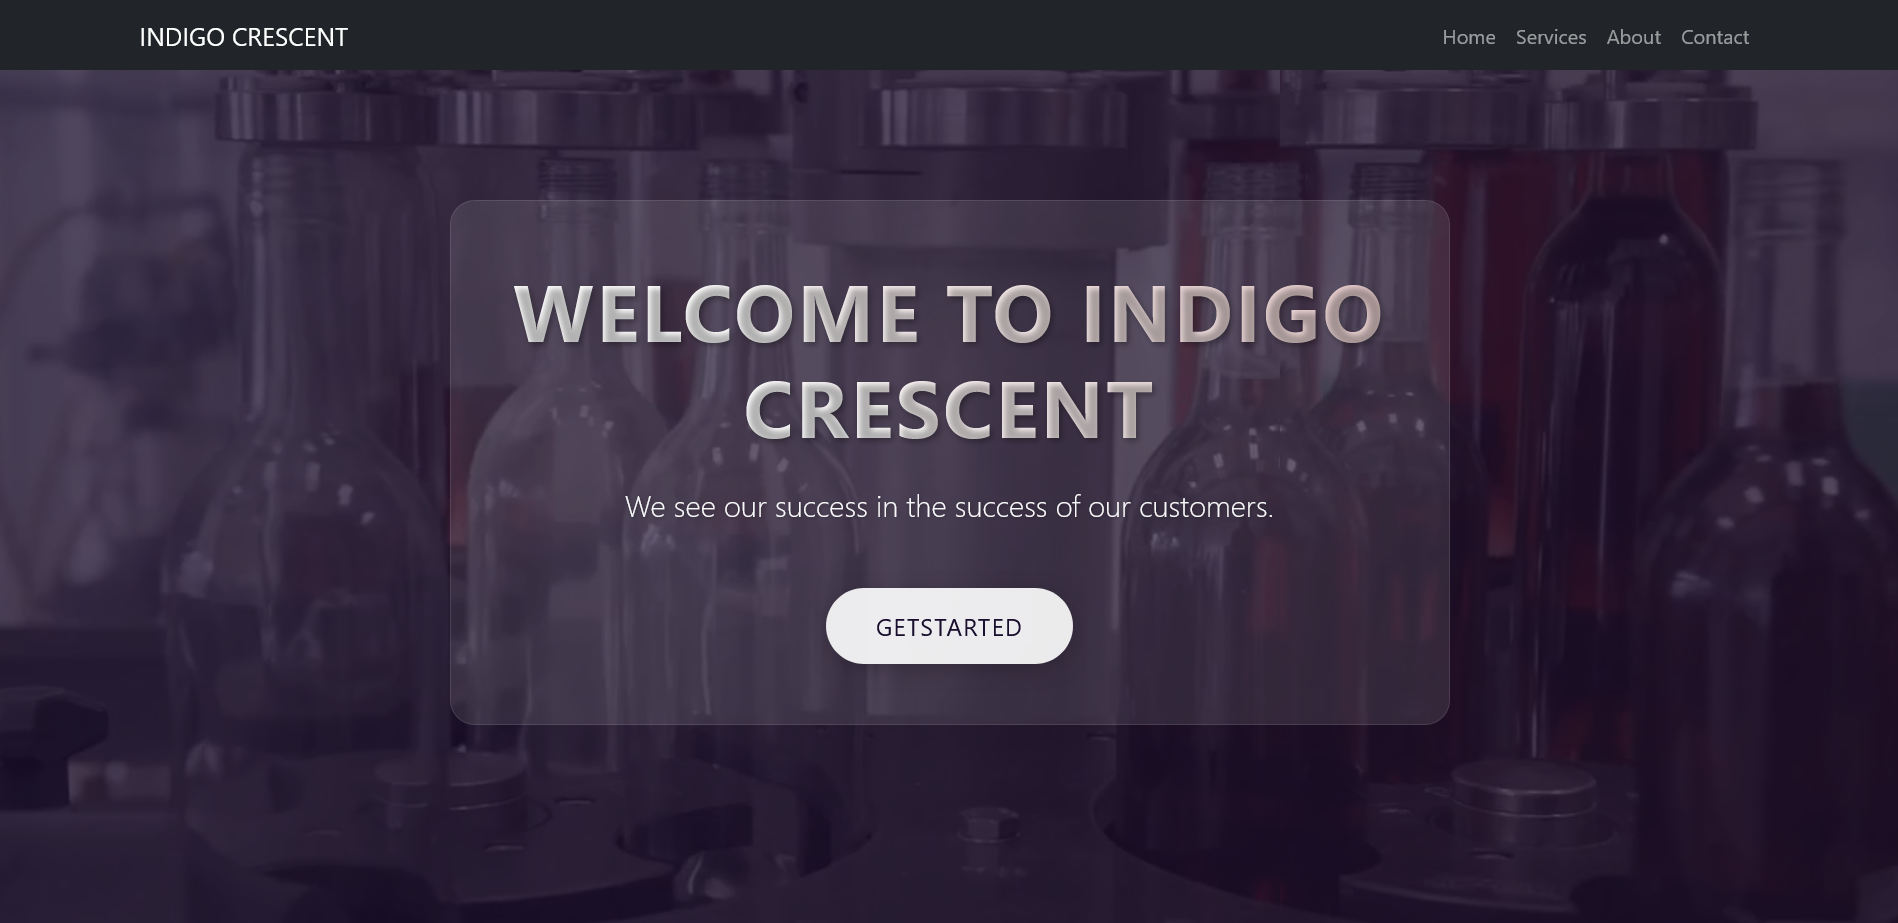 INDIGO CRESCENT
Home Services About Contact
WELCOME TO INDIGO
CRESCENT
We see our success in the success of our customers.
GETSTARTED